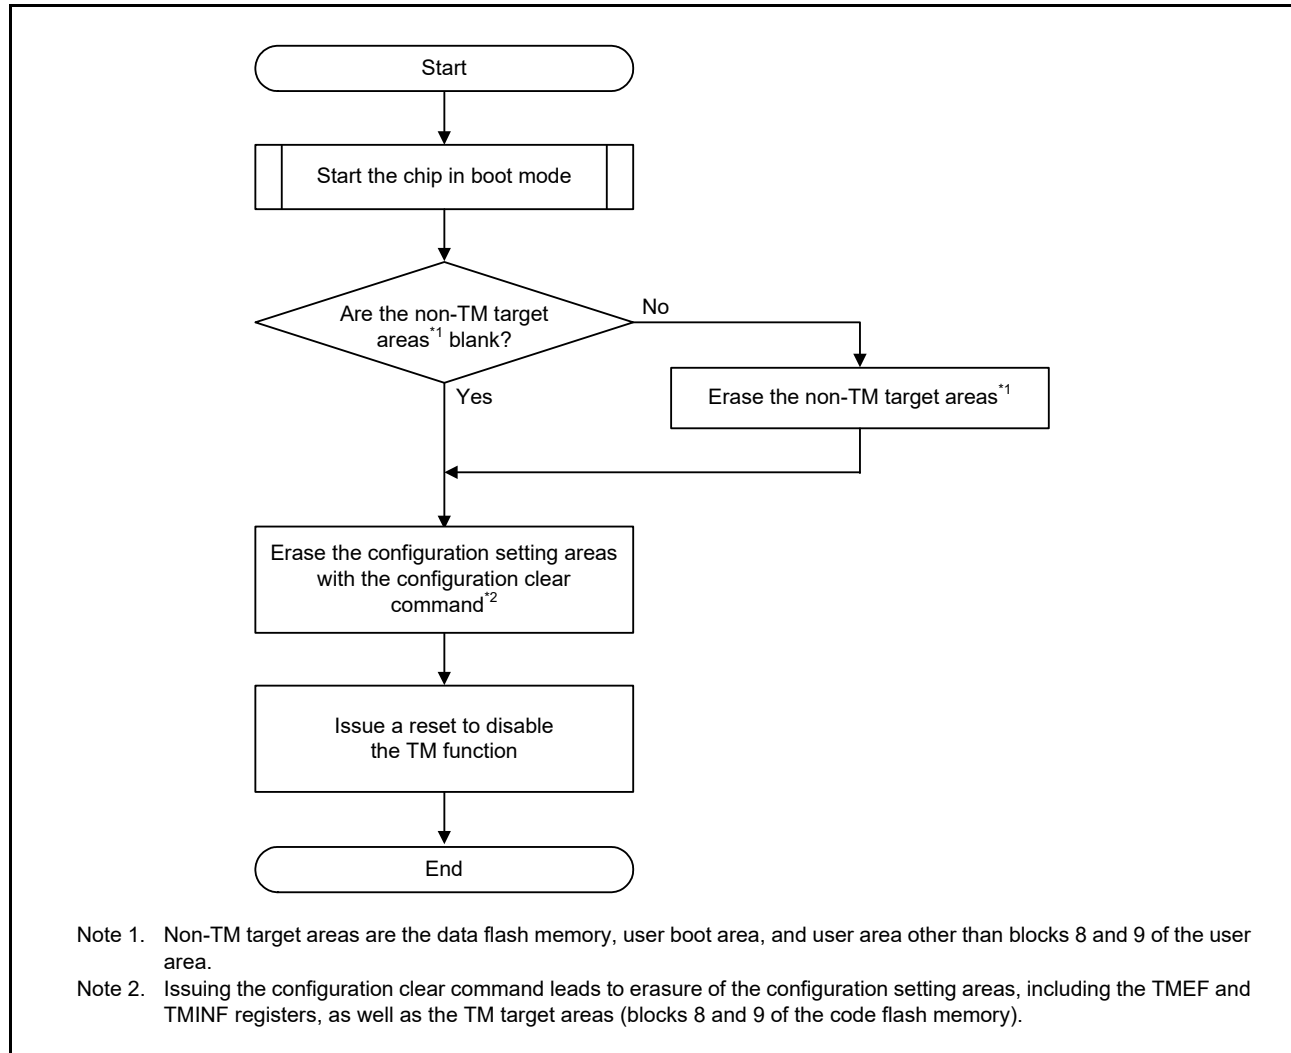 Start
Start the chip in boot mode
Are the non-TM target
areas*1 blank?
No
Yes
Erase the non-TM target areas*1
Erase the configuration setting areas
with the configuration clear
command*2
Issue a reset to disable
the TM function
End
Note 1. Non-TM target areas are the data flash memory, user boot area, and user area other than blocks 8 and 9 of the user
area.
Note 2. Issuing the configuration clear command leads to erasure of the configuration setting areas, including the TMEF and
TMINF registers, as well as the TM target areas (blocks 8 and 9 of the code flash memory).